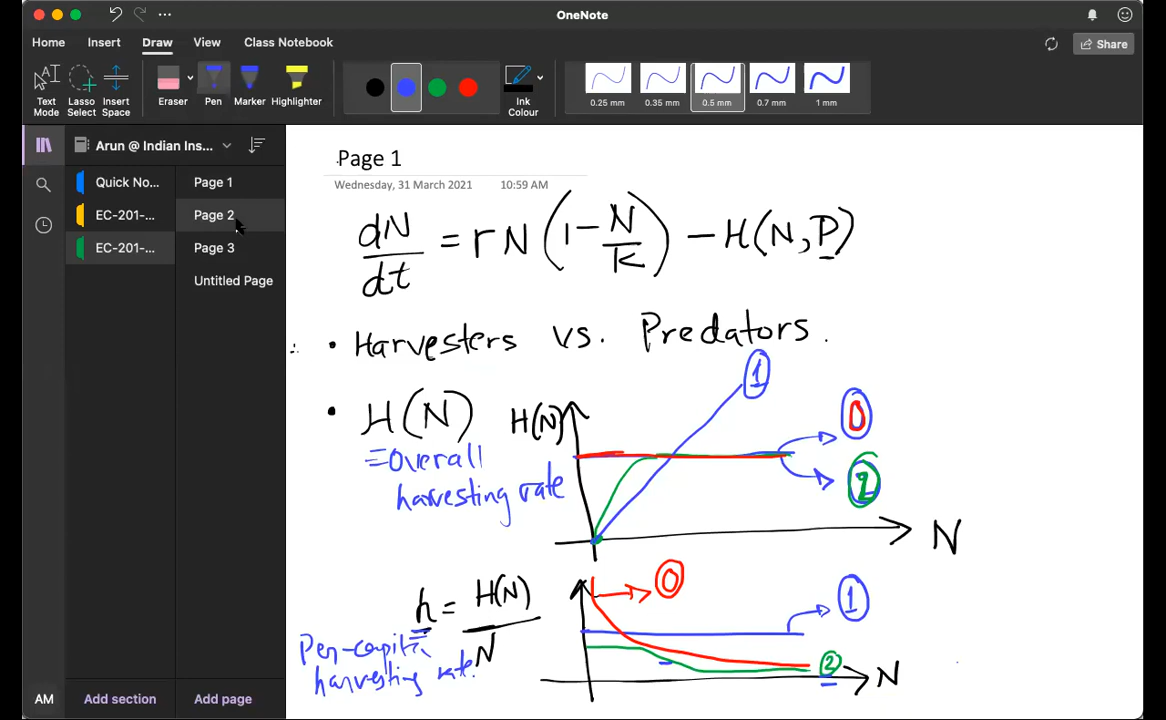 OneNote
Home Insert Draw View Class Notebook
Share
Text Mode
Lasso Select
Insert Space
Eraser
Pen
Marker
Highlighter
Ink Colour
0.25 mm 0.35 mm 0.5 mm 0.7 mm 1 mm
Arun @ Indian Ins...
Quick No...
EC-201-...
EC-201-...
Page 1
Page 2
Page 3
Untitled Page
AM
Add section
Add page
Page 1
Wednesday, 31 March 2021 10:59 AM
dN/dt = rN(1 - N/K) - H(N, P)
• Harvesters vs. Predators.
• H(N)
≡ Overall
harvesting rate
H(N)
1
0
2
N
h = H(N)/N
Per-capita
harvesting rate.
0
1
2
N